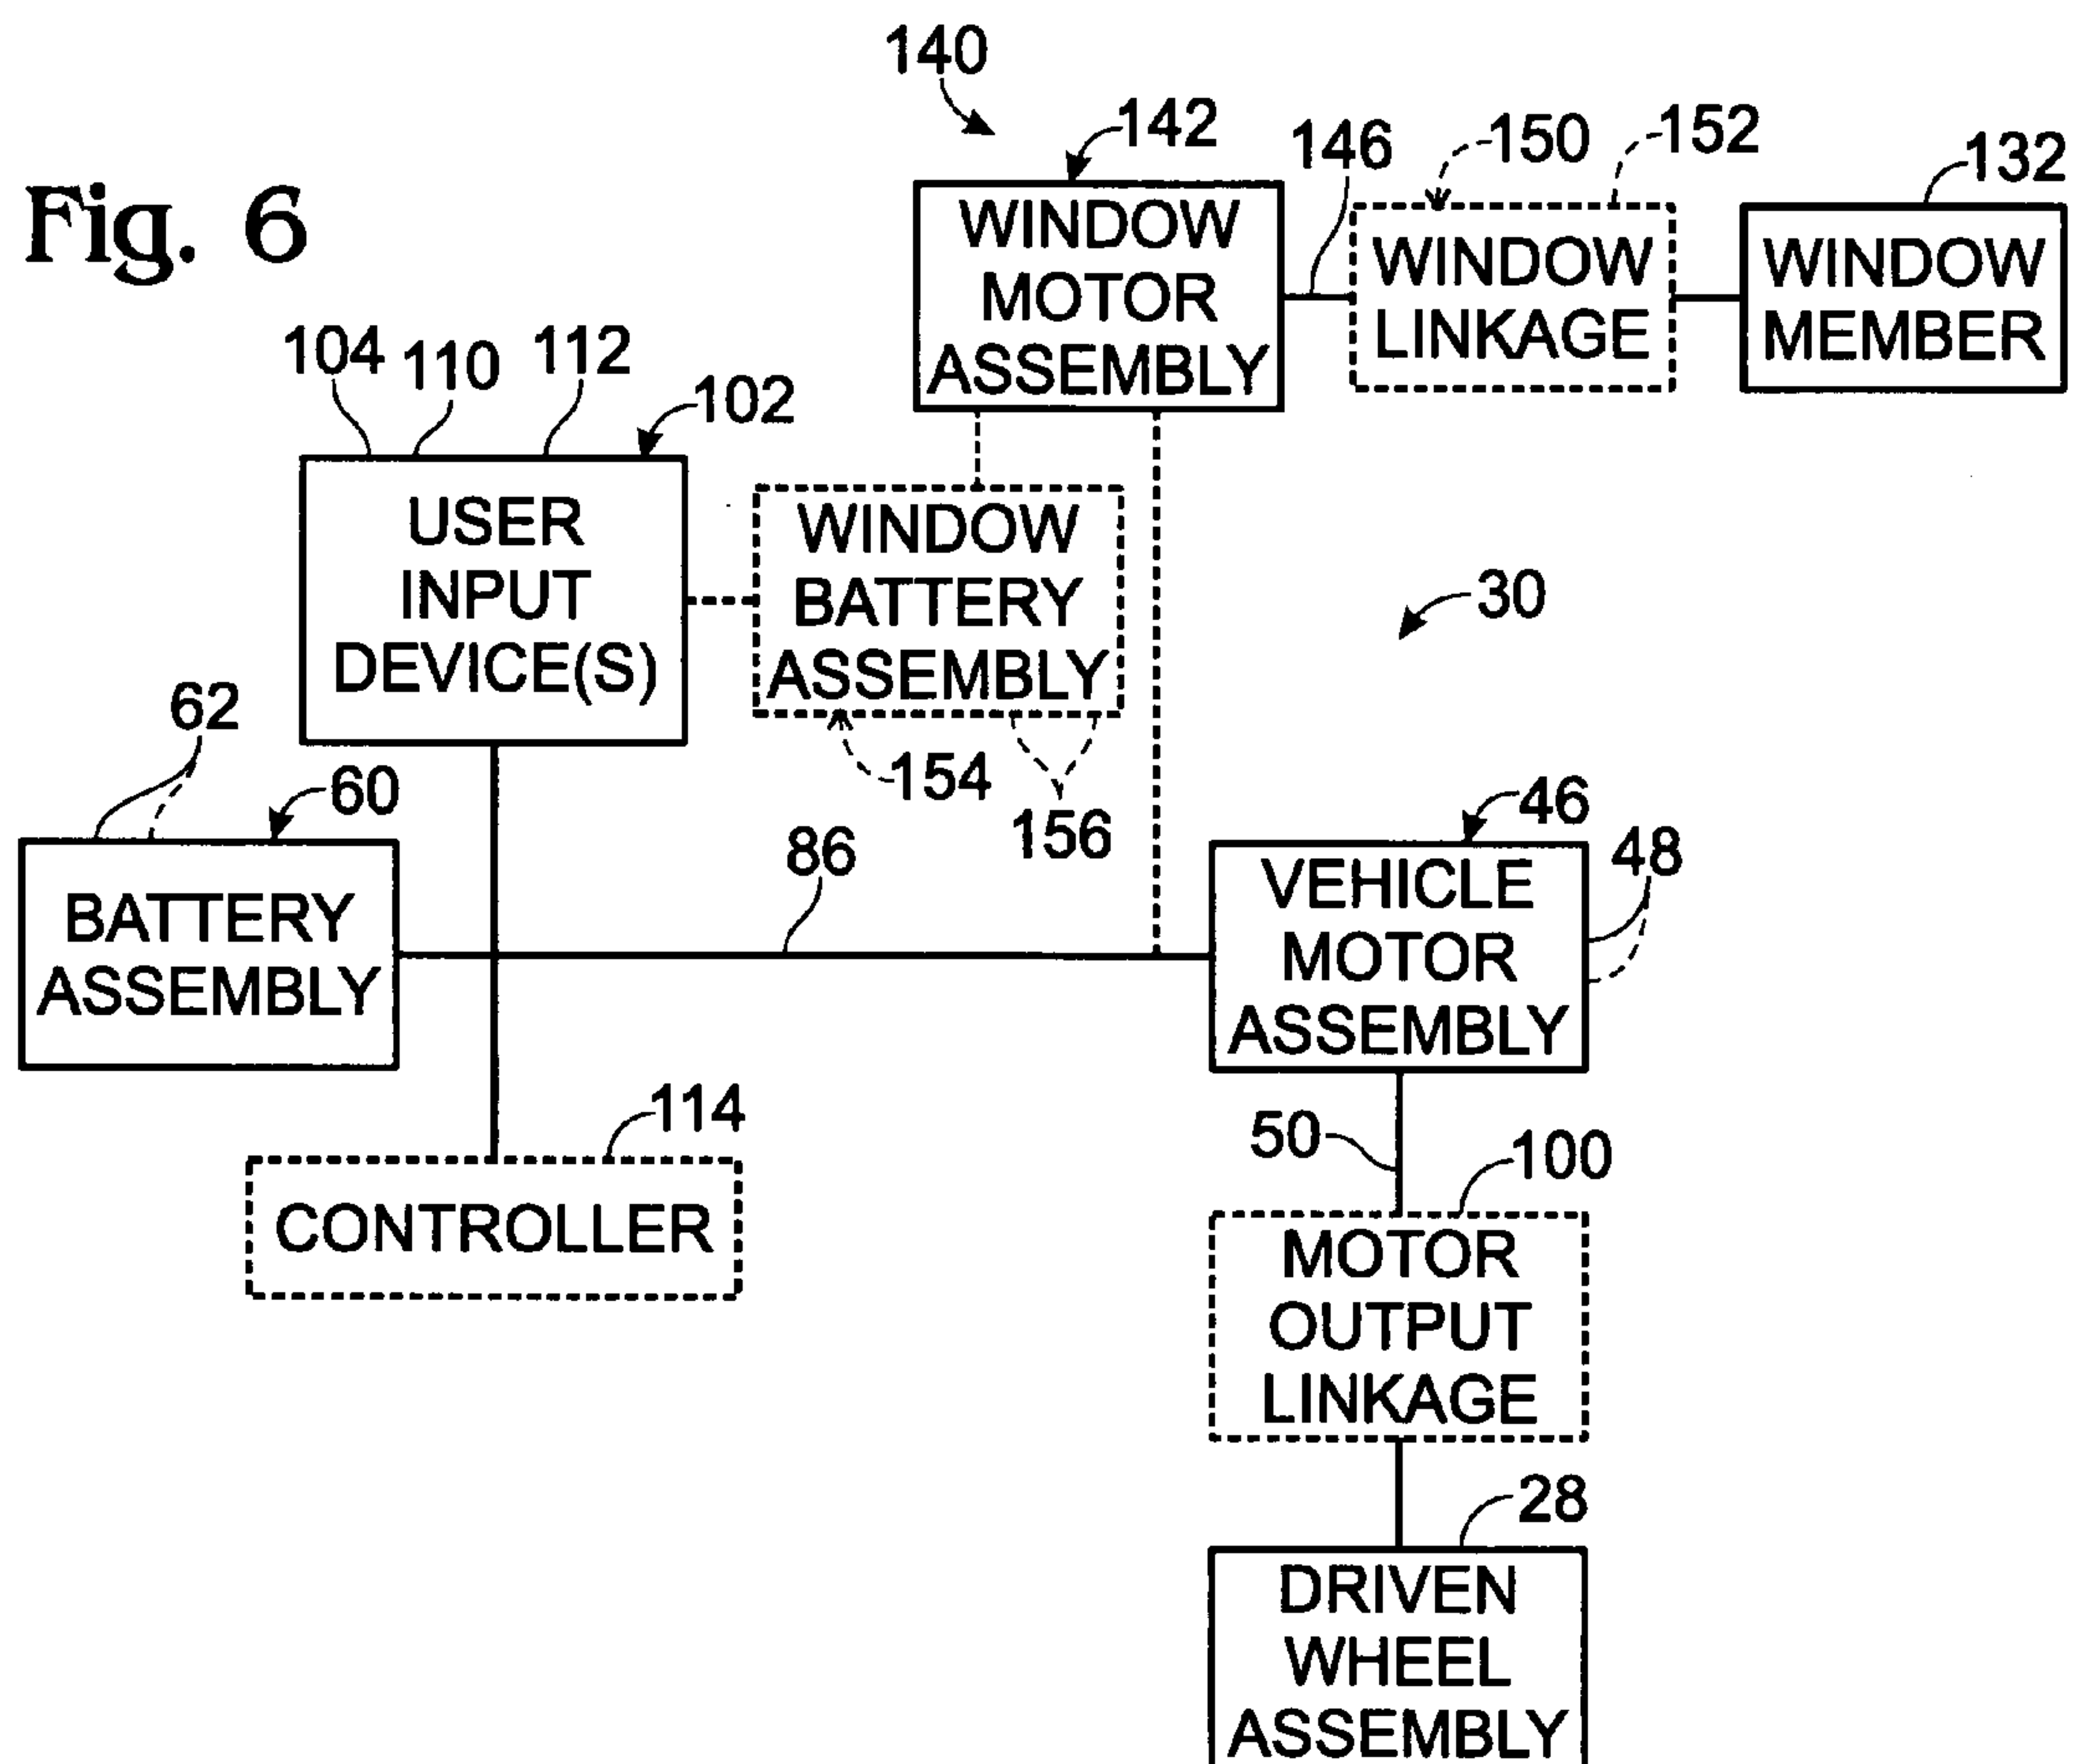 Fig. 6
140
142
146
150
152
132
WINDOW
MOTOR
ASSEMBLY
WINDOW
LINKAGE
WINDOW
MEMBER
104
110
112
102
USER
INPUT
DEVICE(S)
WINDOW
BATTERY
ASSEMBLY
154
156
30
62
60
BATTERY
ASSEMBLY
86
46
48
VEHICLE
MOTOR
ASSEMBLY
114
CONTROLLER
50
100
MOTOR
OUTPUT
LINKAGE
28
DRIVEN
WHEEL
ASSEMBLY